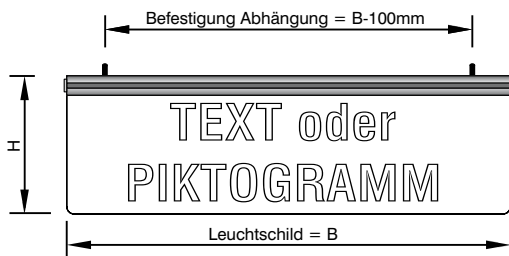 Befestigung Abhängung = B-100mm
TEXT oder
PIKTOGRAMM
H
Leuchtschild = B